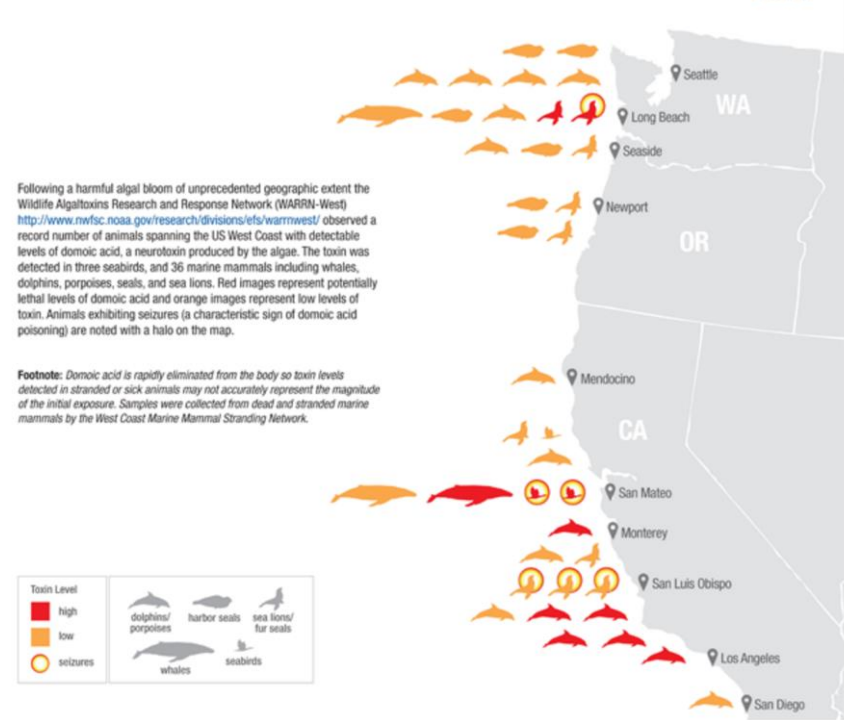 Seattle
WA
Long Beach
Seaside
Following a harmful algal bloom of unprecedented geographic extent the
Wildlife Algaltoxins Research and Response Network (WARRN-West)
http://www.nwfsc.noaa.gov/research/divisions/efs/warrnwest/ observed a
record number of animals spanning the US West Coast with detectable
levels of domoic acid, a neurotoxin produced by the algae. The toxin was
detected in three seabirds, and 36 marine mammals including whales,
dolphins, porpoises, seals, and sea lions. Red images represent potentially
lethal levels of domoic acid and orange images represent low levels of
toxin. Animals exhibiting seizures (a characteristic sign of domoic acid
poisoning) are noted with a halo on the map.
Newport
OR
Footnote: Domoic acid is rapidly eliminated from the body so toxin levels
detected in stranded or sick animals may not accurately represent the magnitude
of the initial exposure. Samples were collected from dead and stranded marine
mammals by the West Coast Marine Mammal Stranding Network.
Mendocino
CA
San Mateo
Monterey
San Luis Obispo
Los Angeles
San Diego
Toxin Level
high
low
seizures
dolphins/
porpoises
harbor seals
sea lions/
fur seals
whales
seabirds